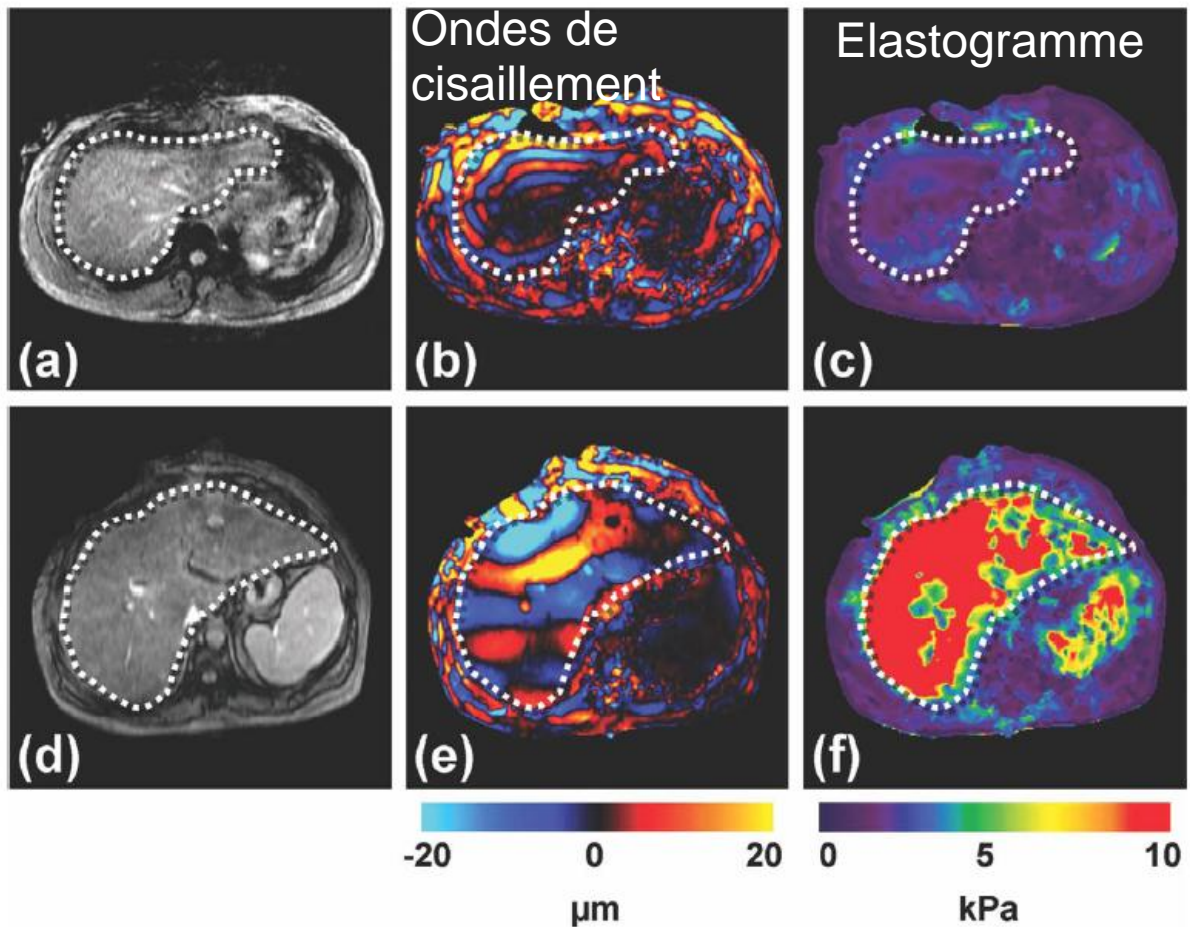 Ondes de
cisaillement
Elastogramme
(a)
(b)
(c)
(d)
(e)
(f)
-20 0 20
µm
0 5 10
kPa